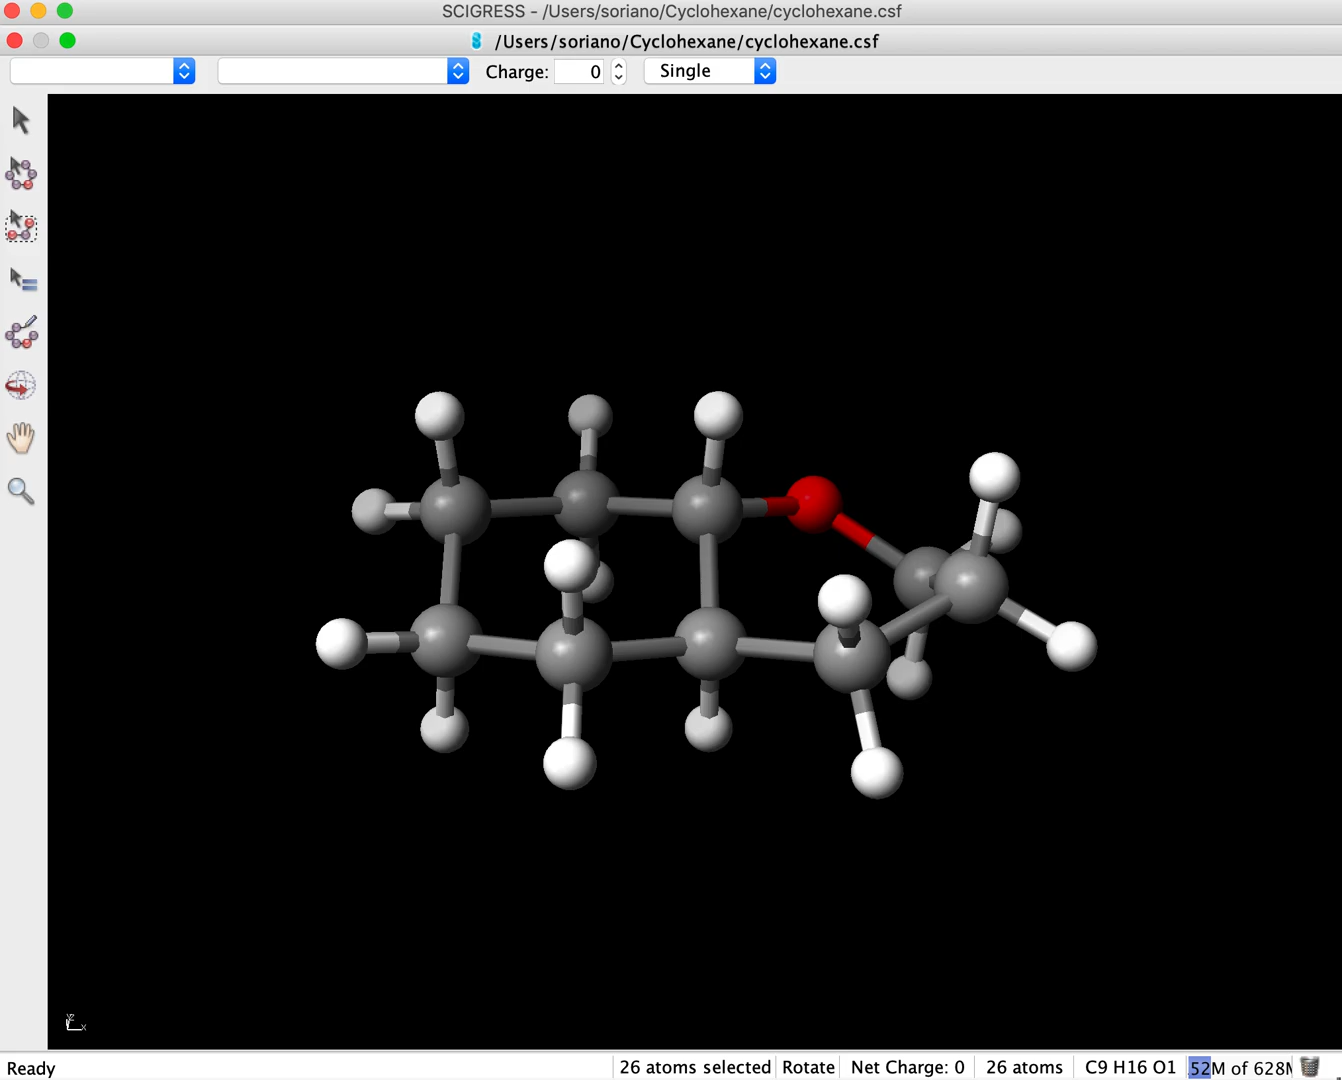 SCIGRESS - /Users/soriano/Cyclohexane/cyclohexane.csf
/Users/soriano/Cyclohexane/cyclohexane.csf
Charge: 0 Single
x
Ready 26 atoms selected Rotate Net Charge: 0 26 atoms C9 H16 O1 52M of 628M